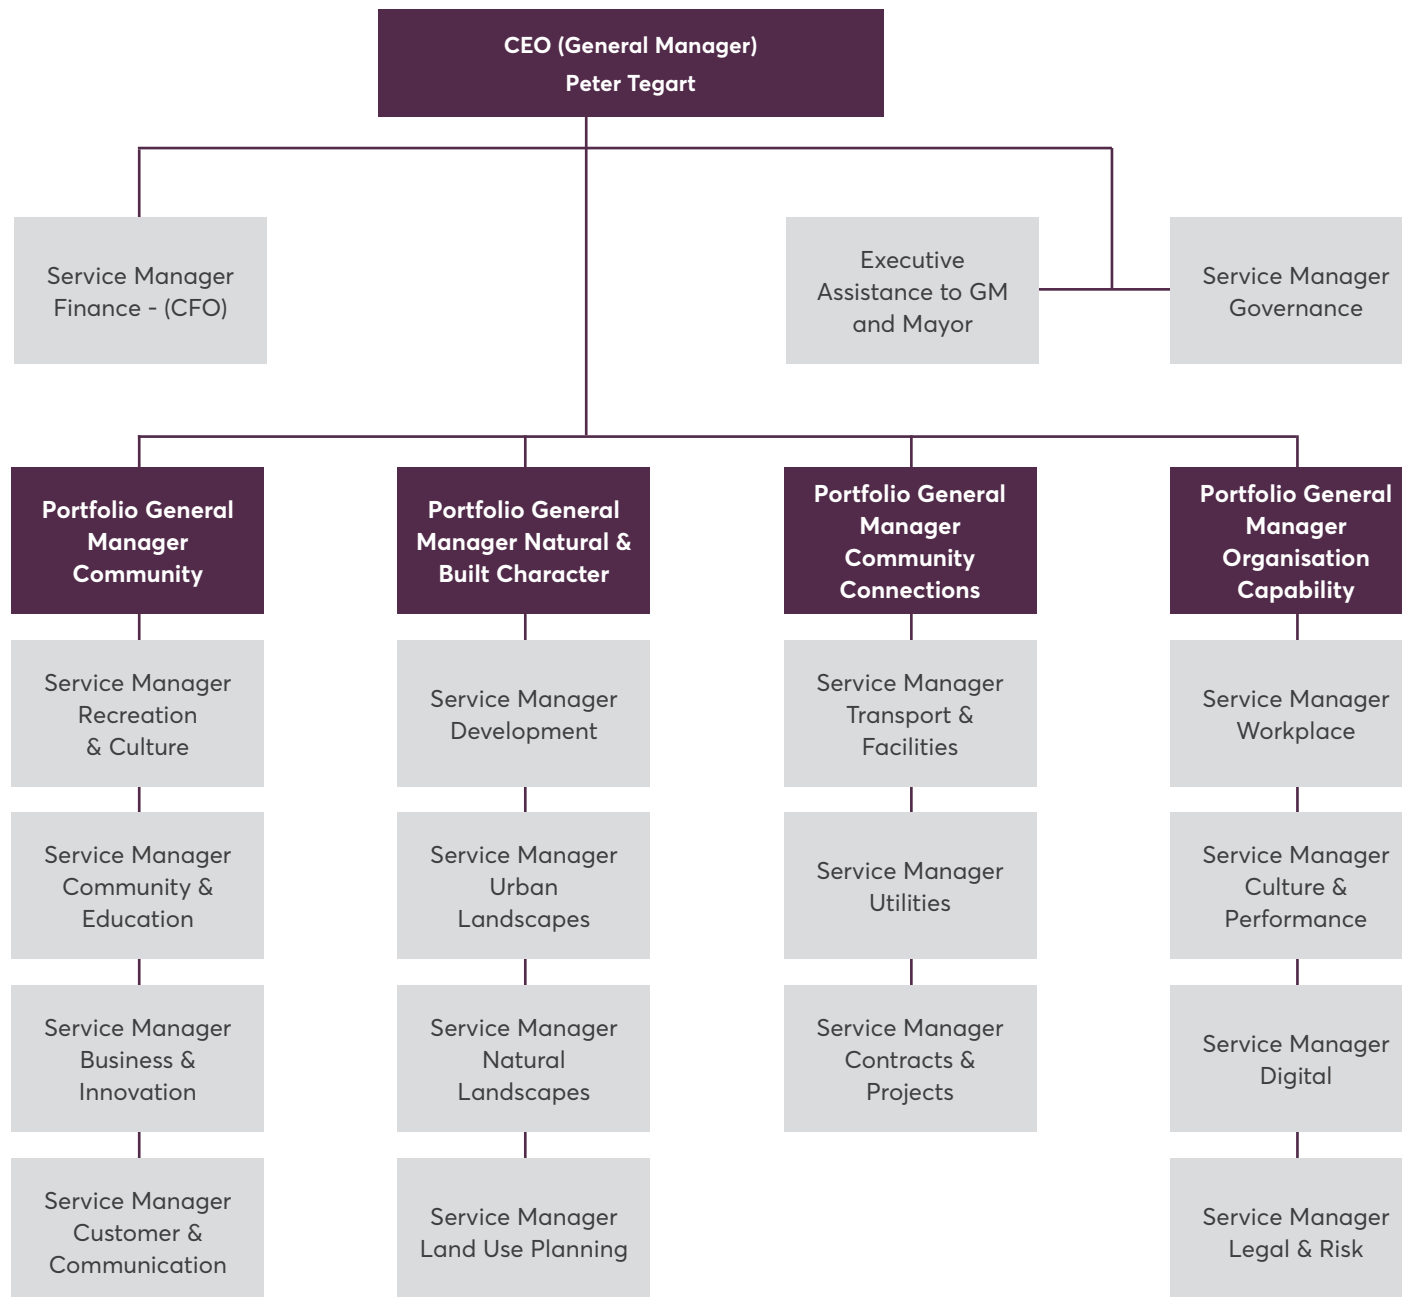 CEO (General Manager)
Peter Tegart
Service Manager
Finance - (CFO)
Executive
Assistance to GM
and Mayor
Service Manager
Governance
Portfolio General
Manager
Community
Portfolio General
Manager Natural &
Built Character
Portfolio General
Manager
Community
Connections
Portfolio General
Manager
Organisation
Capability
Service Manager
Recreation
& Culture
Service Manager
Development
Service Manager
Transport &
Facilities
Service Manager
Workplace
Service Manager
Community &
Education
Service Manager
Urban
Landscapes
Service Manager
Utilities
Service Manager
Culture &
Performance
Service Manager
Business &
Innovation
Service Manager
Natural
Landscapes
Service Manager
Contracts &
Projects
Service Manager
Digital
Service Manager
Customer &
Communication
Service Manager
Land Use Planning
Service Manager
Legal & Risk